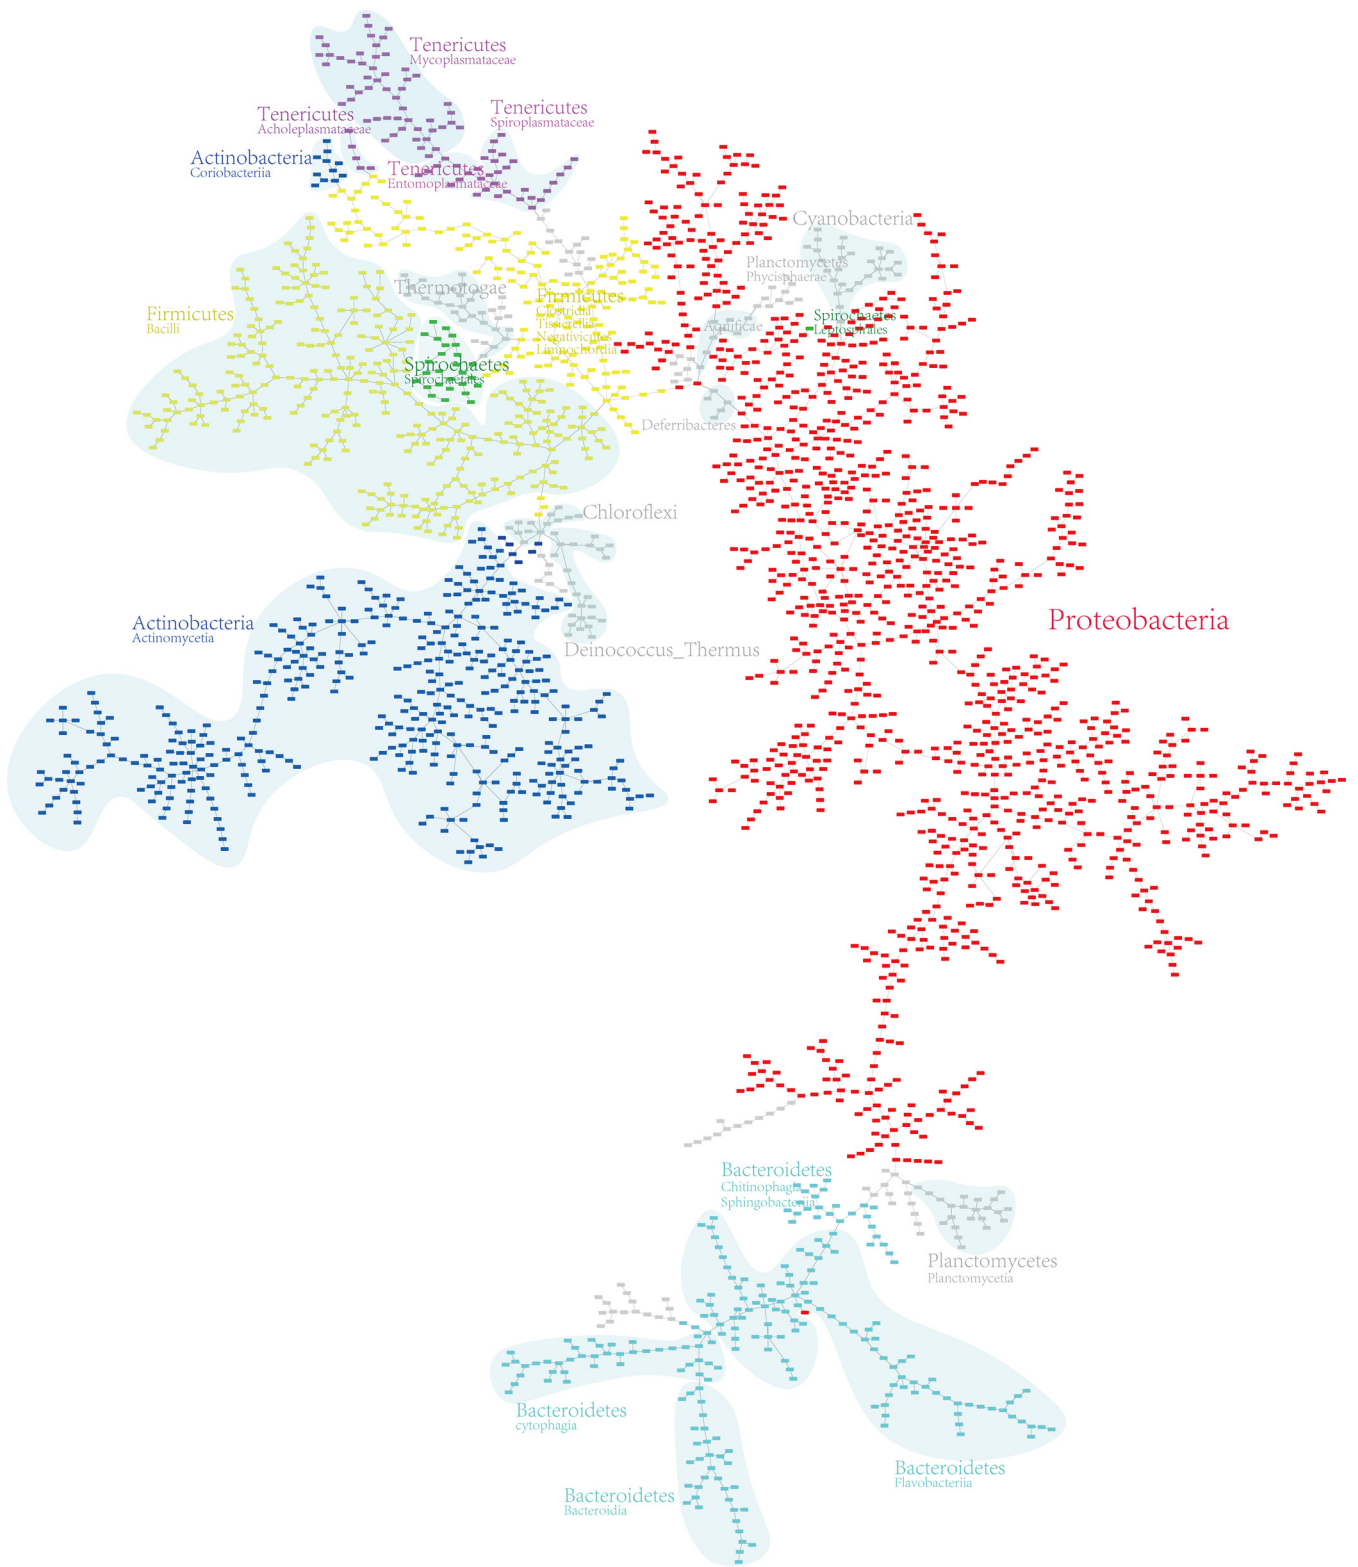 Tenericutes
Mycoplasmataceae
Tenericutes
Acholeplasmataceae
Tenericutes
Spiroplasmataceae
Actinobacteria
Coriobacteriia
Tenericutes
Entomoplasmataceae
Cyanobacteria
Planctomycetes
Phycisphaerae
Thermotogae
Firmicutes
Clostridia
Tissierellia
Negativicutes
Limnochordia
Firmicutes
Bacilli
Aquificae
Spirochaetes
Leptospirales
Spirochaetes
Spirochaetales
Deferribacteres
Chloroflexi
Actinobacteria
Actinomycetia
Proteobacteria
Deinococcus_Thermus
Bacteroidetes
Chitinophagia
Sphingobacteriia
Planctomycetes
Planctomycetia
Bacteroidetes
cytophagia
Bacteroidetes
Flavobacteriia
Bacteroidetes
Bacteroidia